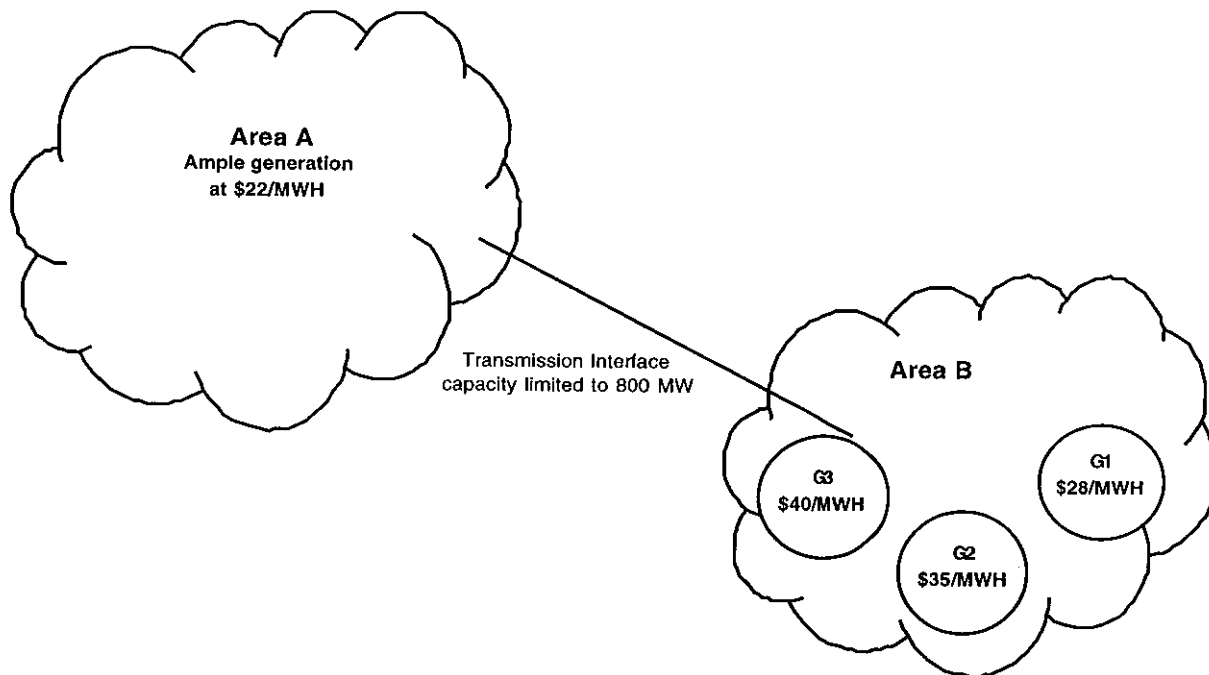 Area A
Ample generation
at $22/MWH
Transmission Interface
capacity limited to 800 MW
Area B
G1
$28/MWH
G3
$40/MWH
G2
$35/MWH